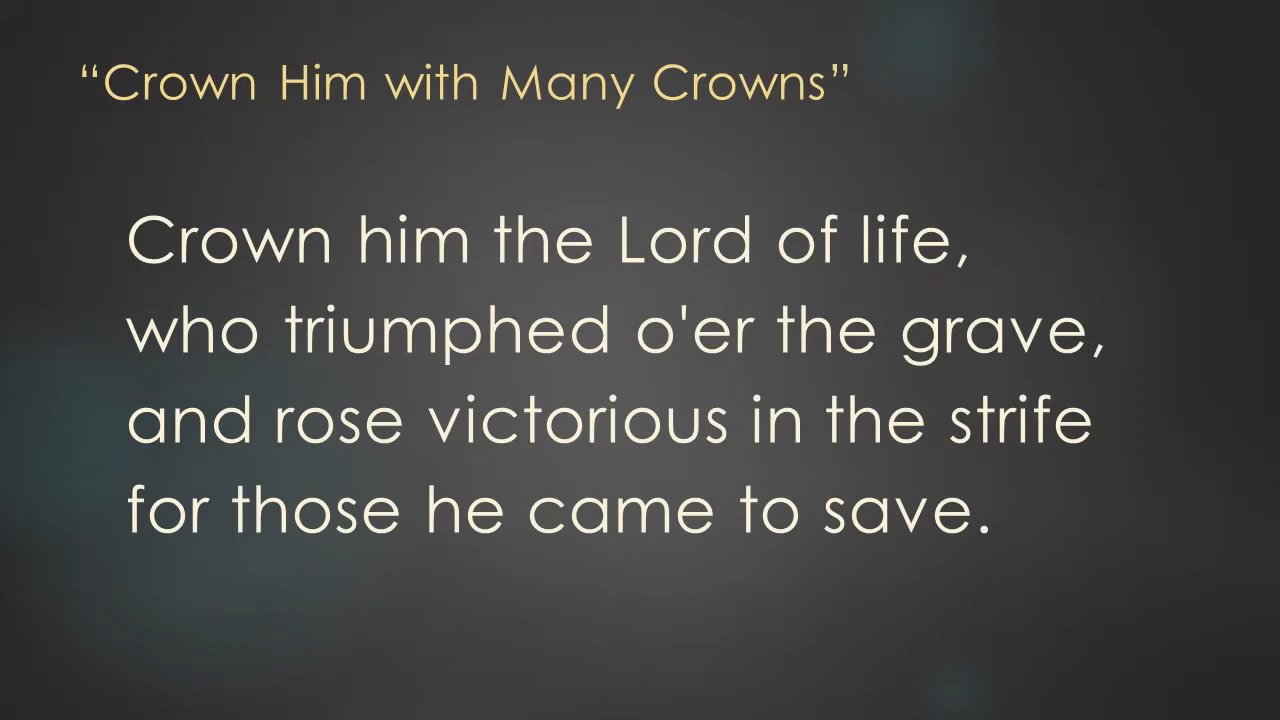 “Crown Him with Many Crowns”
Crown him the Lord of life,
who triumphed o'er the grave,
and rose victorious in the strife
for those he came to save.